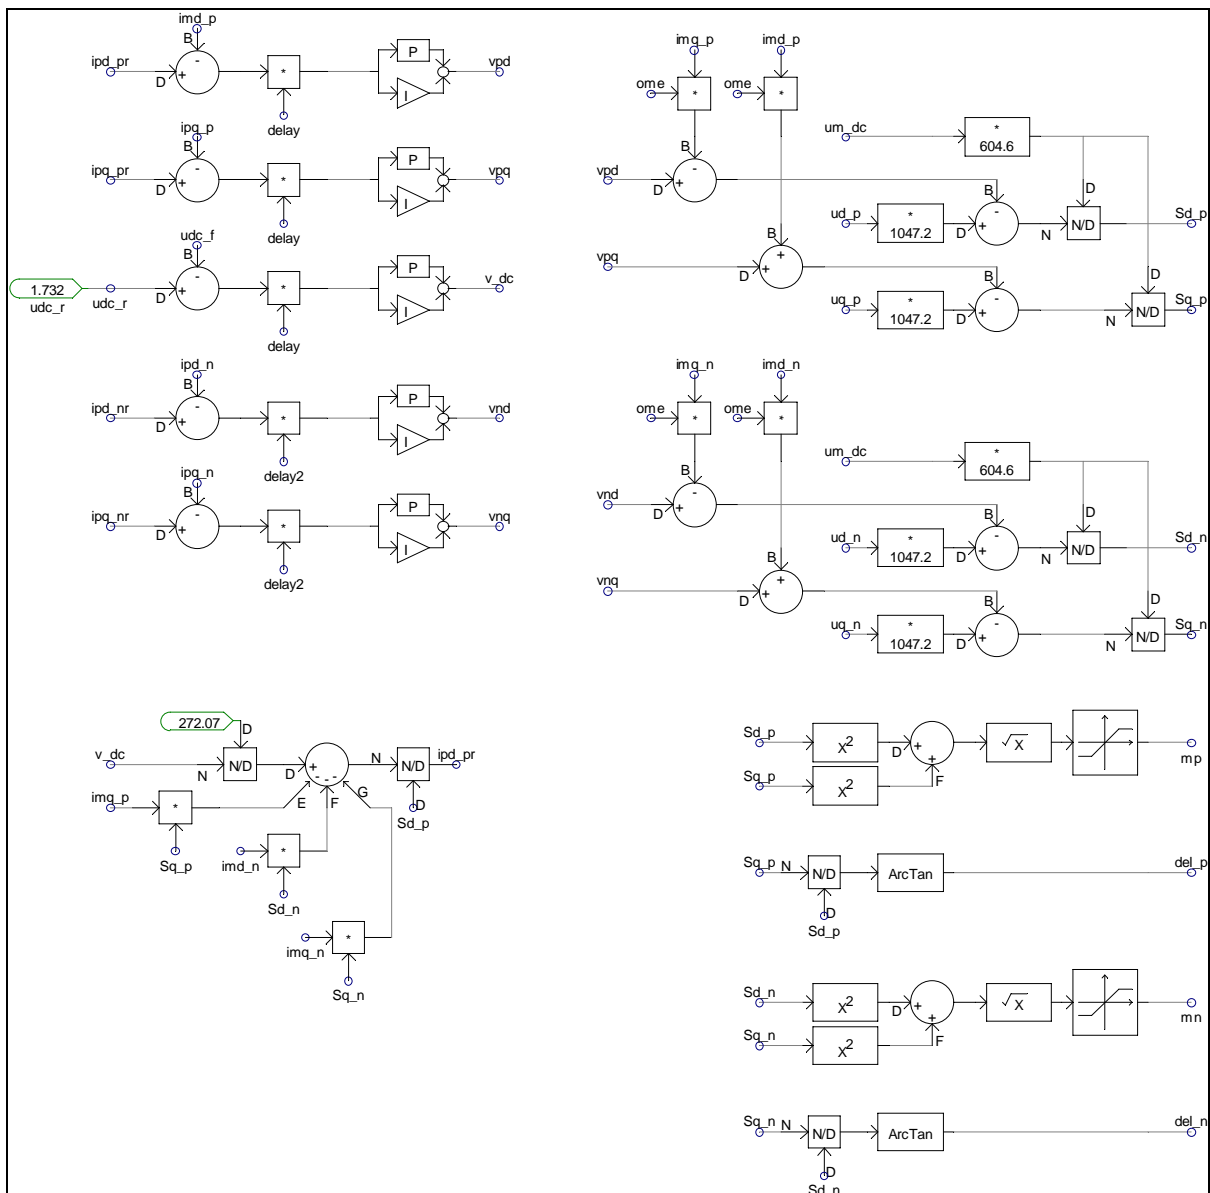 imd_p
B
ipd_pr D + - * P I vpd
delay
ipq_p
B
ipq_pr D + - * P I vpq
delay
udc_f
B
1.732 udc_r D + - * P I v_dc
udc_r
delay
ipd_n
B
ipd_nr D + - * P I vnd
delay2
ipq_n
B
ipq_nr D + - * P I vnq
delay2
imq_p imd_p
ome * ome *
um_dc * 604.6
B
vpd D + -
B D
ud_p * 1047.2 D + - N N/D Sd_p
B
vpq D + +
B D
uq_p * 1047.2 D + - N N/D Sq_p
imq_n imd_n
ome * ome *
um_dc * 604.6
B
vnd D + -
B D
ud_n * 1047.2 D + - N N/D Sd_n
B
vnq D + +
B D
uq_n * 1047.2 D + - N N/D Sq_n
272.07 D
v_dc N N/D D + - - - N N/D ipd_pr
imq_p * E F G D
Sd_p
Sq_p imd_n *
Sd_n
imq_n *
Sq_n
Sd_p X2 D + + √X mp
Sq_p X2 F
Sq_p N N/D ArcTan del_p
D
Sd_p
Sd_n X2 D + + √X mn
Sq_n X2 F
Sq_n N N/D ArcTan del_n
D
Sd_n